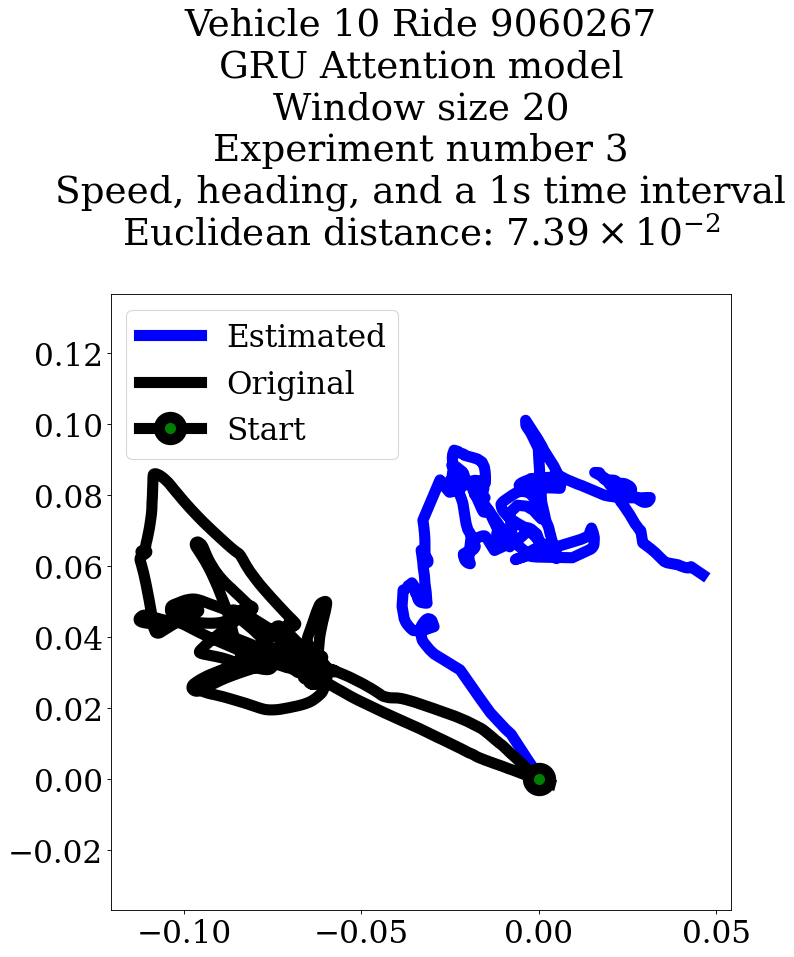 Vehicle 10 Ride 9060267
GRU Attention model
Window size 20
Experiment number 3
Speed, heading, and a 1s time interval
Euclidean distance: 7.39 × 10⁻²
Estimated
Original
Start
0.12
0.10
0.08
0.06
0.04
0.02
0.00
−0.02
−0.10 −0.05 0.00 0.05